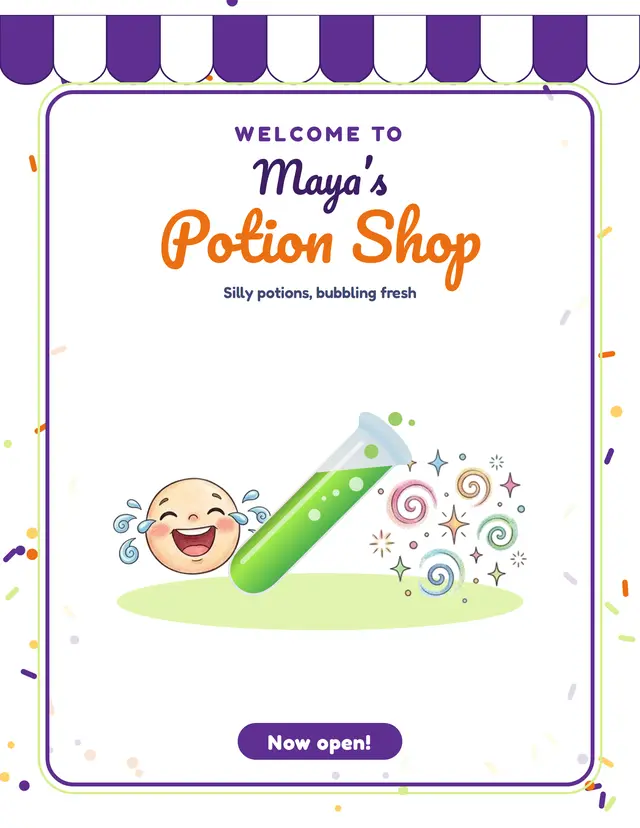 WELCOME TO
Maya's
Potion Shop
Silly potions, bubbling fresh
Now open!